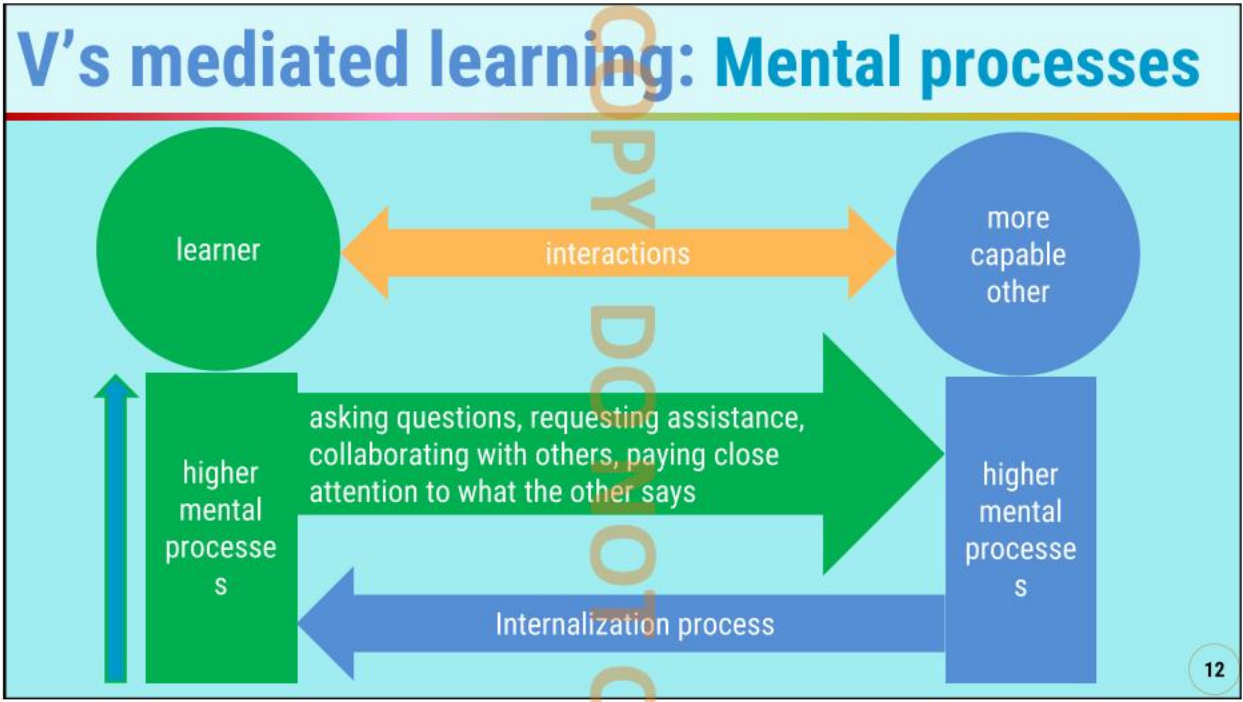 V's mediated learning: Mental processes
learner
interactions
more
capable
other
asking questions, requesting assistance,
collaborating with others, paying close
attention to what the other says
higher
mental
processe
s
higher
mental
processe
s
Internalization process
12
COPY DO NOT C